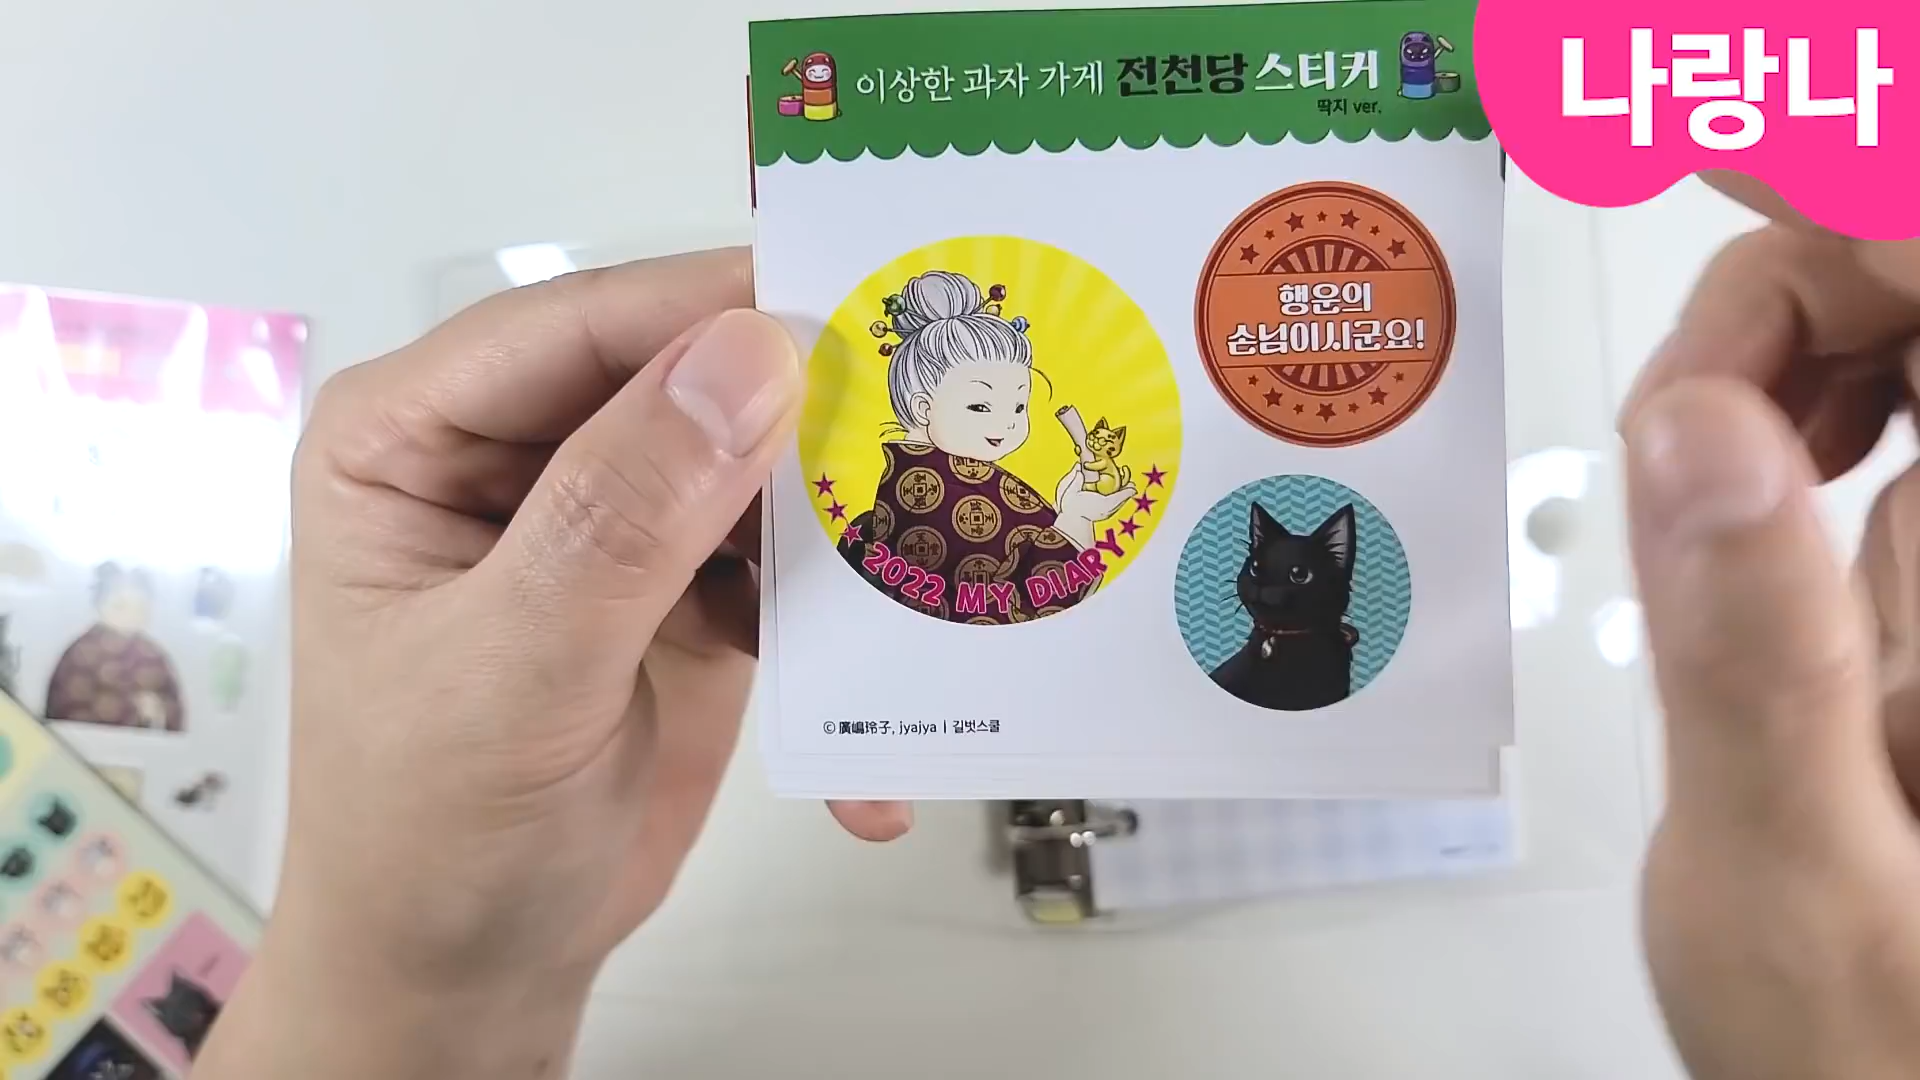 이상한 과자 가게 전천당 스티커
딱지 ver.
나랑나
행운의
손님이시군요!
2022 MY DIARY
© 廣嶋玲子, jyajya | 길벗스쿨